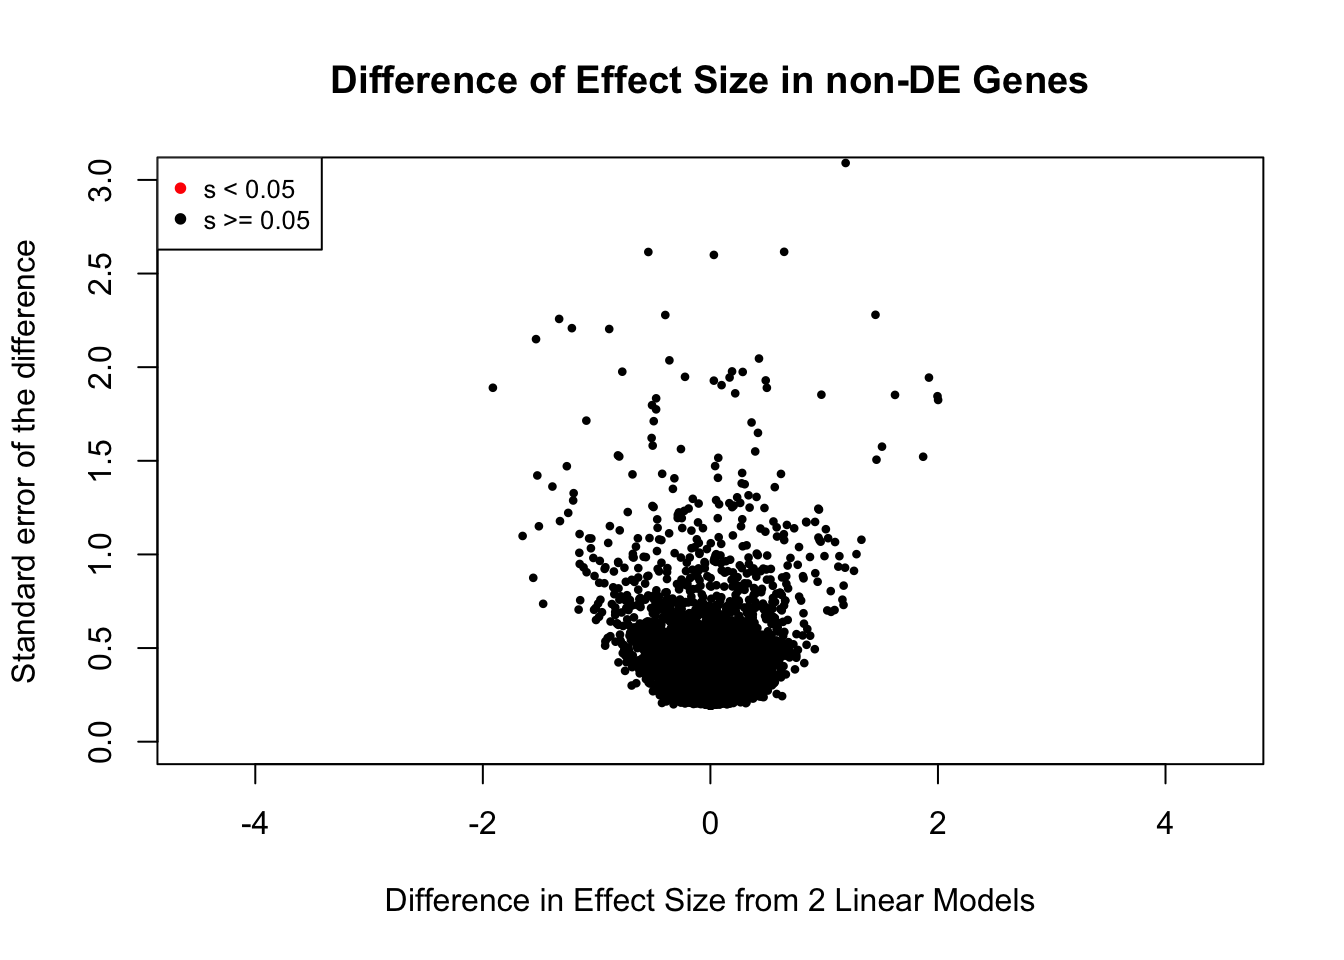 Difference of Effect Size in non-DE Genes
s < 0.05
s >= 0.05
Standard error of the difference
3.0
2.5
2.0
1.5
1.0
0.5
0.0
-4
-2
0
2
4
Difference in Effect Size from 2 Linear Models